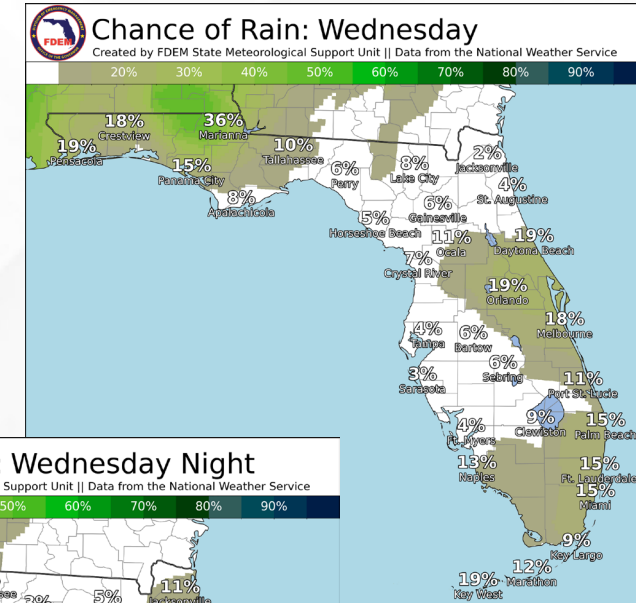 FDEM
Chance of Rain: Wednesday
Created by FDEM State Meteorological Support Unit || Data from the National Weather Service
20% 30% 40% 50% 60% 70% 80% 90%
18%
Crestview
36%
Marianna
19%
Pensacola
15%
Panama City
10%
Tallahassee
8%
Apalachicola
6%
Perry
8%
Lake City
2%
Jacksonville
4%
St. Augustine
6%
Gainesville
5%
Horseshoe Beach
11%
Ocala
19%
Daytona Beach
7%
Crystal River
19%
Orlando
18%
Melbourne
4%
Tampa
6%
Bartow
6%
Sebring
3%
Sarasota
11%
Port St. Lucie
9%
Clewiston
15%
Palm Beach
4%
Ft. Myers
13%
Naples
15%
Ft. Lauderdale
15%
Miami
9%
Key Largo
12%
Marathon
19%
Key West
: Wednesday Night
Support Unit || Data from the National Weather Service
50% 60% 70% 80% 90%
11%
Jacksonville
5%
see